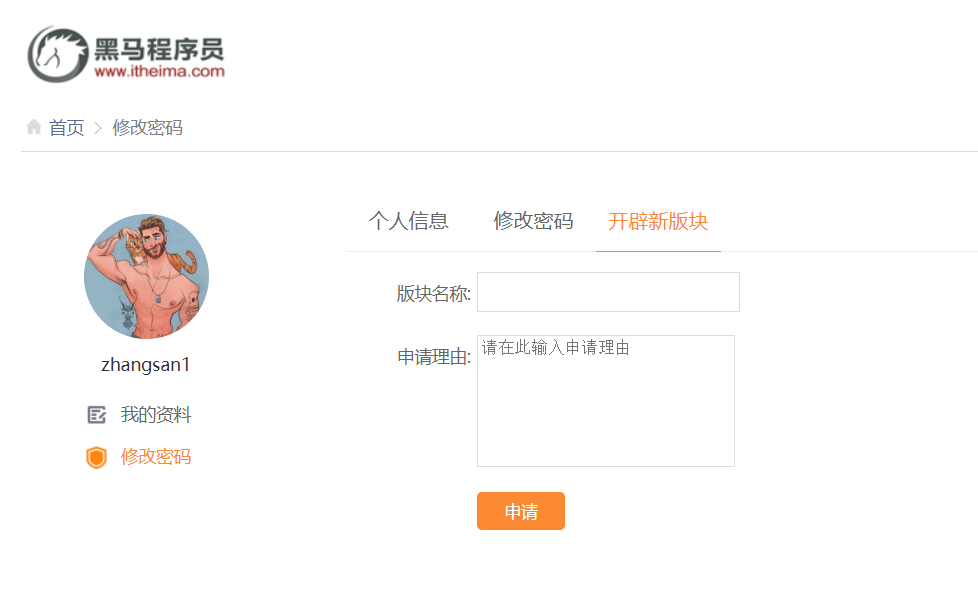 黑马程序员
www.itheima.com
首页 > 修改密码
个人信息 修改密码 开辟新版块
版块名称:
申请理由: 请在此输入申请理由
zhangsan1
我的资料
修改密码
申请